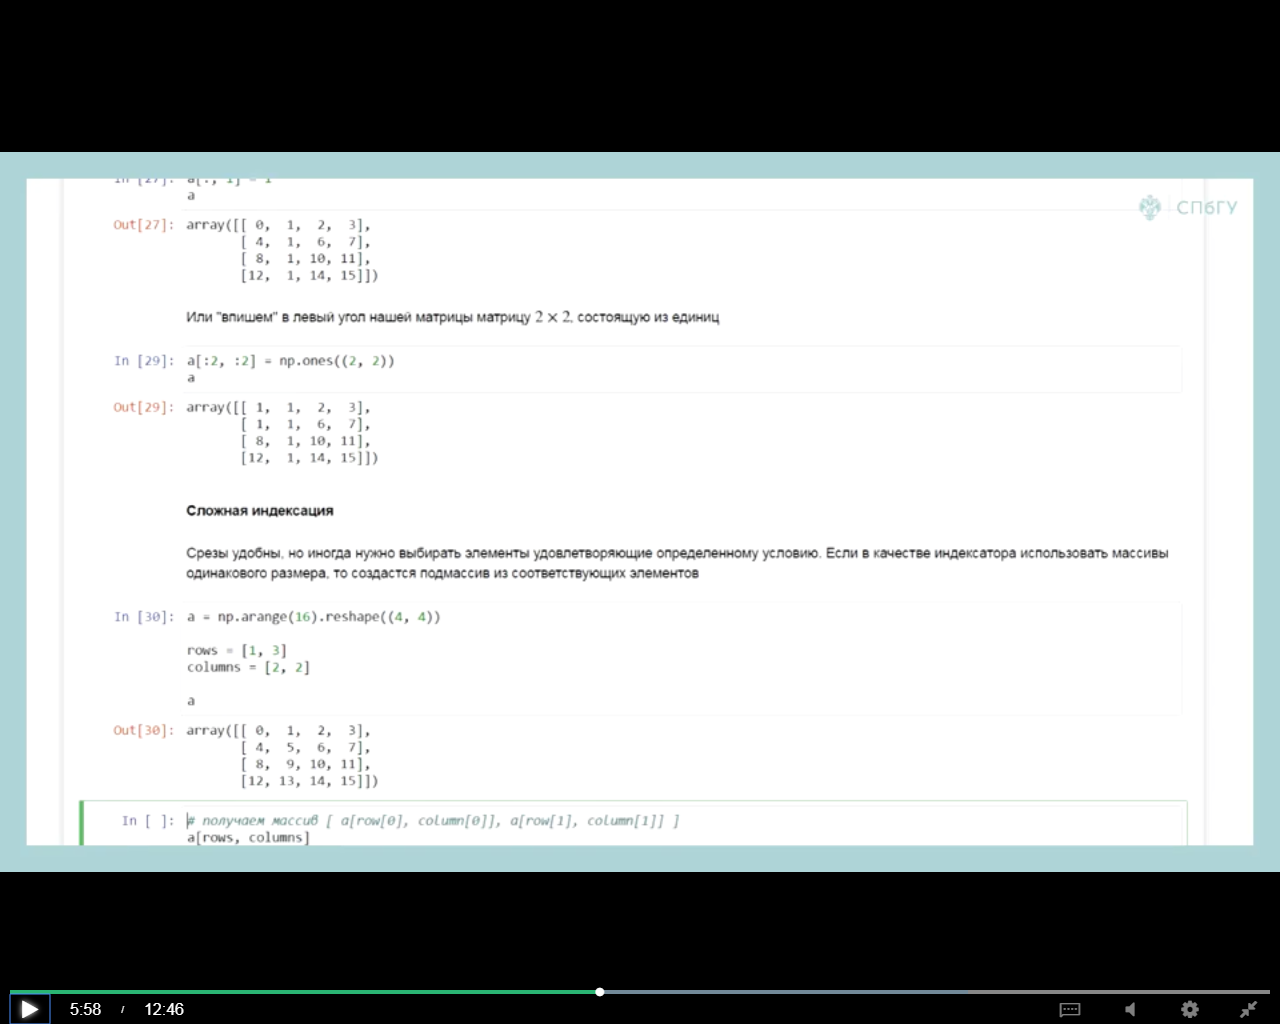 In [27]: a[:, 1] = 1
a
СПбГУ
Out[27]: array([[ 0, 1, 2, 3],
[ 4, 1, 6, 7],
[ 8, 1, 10, 11],
[12, 1, 14, 15]])
Или "впишем" в левый угол нашей матрицы матрицу 2 × 2, состоящую из единиц
In [29]: a[:2, :2] = np.ones((2, 2))
a
Out[29]: array([[ 1, 1, 2, 3],
[ 1, 1, 6, 7],
[ 8, 1, 10, 11],
[12, 1, 14, 15]])
Сложная индексация
Срезы удобны, но иногда нужно выбирать элементы удовлетворяющие определенному условию. Если в качестве индексатора использовать массивы
одинакового размера, то создастся подмассив из соответствующих элементов
In [30]: a = np.arange(16).reshape((4, 4))
rows = [1, 3]
columns = [2, 2]
a
Out[30]: array([[ 0, 1, 2, 3],
[ 4, 5, 6, 7],
[ 8, 9, 10, 11],
[12, 13, 14, 15]])
In [ ]: # получаем массив [ a[row[0], column[0]], a[row[1], column[1]] ]
a[rows, columns]
5:58 / 12:46